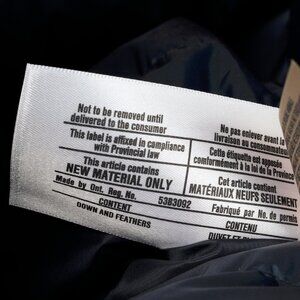 Not to be removed until
delivered to the consumer
This label is affixed in compliance
with Provincial law
This article contains
NEW MATERIAL ONLY
Made by Ont. Reg. No. 53B3092
CONTENT
DOWN AND FEATHERS
Ne pas enlever avant
livraison au consommateur
Cette étiquette est apposée
conformément à la loi de la Province
Cet article contient
MATÉRIAUX NEUFS SEULEMENT
Fabriqué par No. de permis
CONTENU
DUVET ET